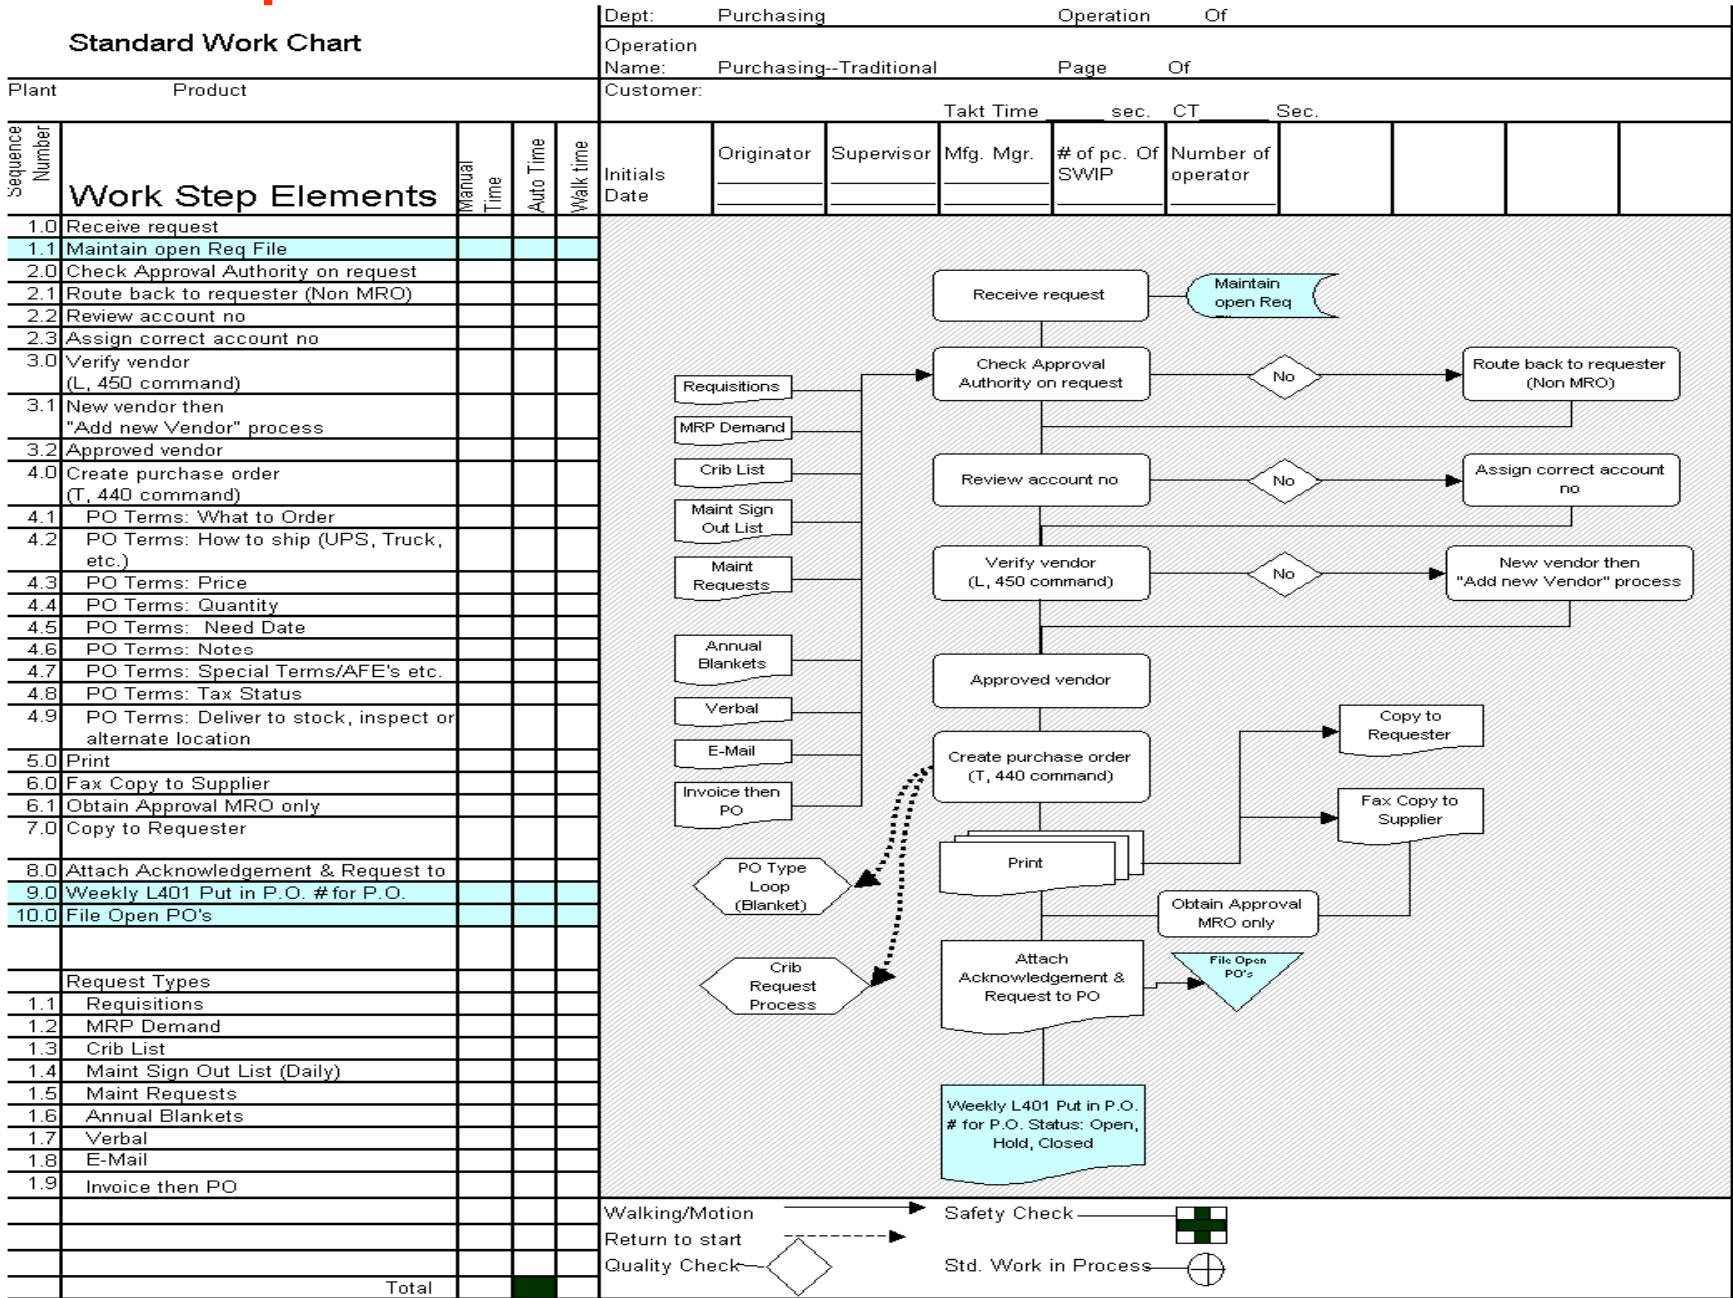 Standard Work Chart
Dept: Purchasing Operation Of
Operation
Name: Purchasing--Traditional Page Of
Plant Product
Customer:
Takt Time sec. CT Sec.
Sequence
Number
Work Step Elements
Manual
Time
Auto Time
Walk time
Initials
Date
Originator
Supervisor
Mfg. Mgr.
# of pc. Of
SWIP
Number of
operator
1.0 Receive request
1.1 Maintain open Req File
2.0 Check Approval Authority on request
2.1 Route back to requester (Non MRO)
2.2 Review account no
2.3 Assign correct account no
3.0 Verify vendor
(L, 450 command)
3.1 New vendor then
"Add new Vendor" process
3.2 Approved vendor
4.0 Create purchase order
(T, 440 command)
4.1 PO Terms: What to Order
4.2 PO Terms: How to ship (UPS, Truck,
etc.)
4.3 PO Terms: Price
4.4 PO Terms: Quantity
4.5 PO Terms: Need Date
4.6 PO Terms: Notes
4.7 PO Terms: Special Terms/AFE's etc.
4.8 PO Terms: Tax Status
4.9 PO Terms: Deliver to stock, inspect or
alternate location
5.0 Print
6.0 Fax Copy to Supplier
6.1 Obtain Approval MRO only
7.0 Copy to Requester
8.0 Attach Acknowledgement & Request to
9.0 Weekly L401 Put in P.O. # for P.O.
10.0 File Open PO's
Request Types
1.1 Requisitions
1.2 MRP Demand
1.3 Crib List
1.4 Maint Sign Out List (Daily)
1.5 Maint Requests
1.6 Annual Blankets
1.7 Verbal
1.8 E-Mail
1.9 Invoice then PO
Total
Receive request
Maintain
open Req
Check Approval
Authority on request
No
Route back to requester
(Non MRO)
Requisitions
MRP Demand
Crib List
Maint Sign
Out List
Maint
Requests
Annual
Blankets
Verbal
E-Mail
Invoice then
PO
Review account no
No
Assign correct account
no
Verify vendor
(L, 450 command)
No
New vendor then
"Add new Vendor" process
Approved vendor
Create purchase order
(T, 440 command)
Copy to
Requester
Fax Copy to
Supplier
Print
PO Type
Loop
(Blanket)
Obtain Approval
MRO only
Crib
Request
Process
Attach
Acknowledgement &
Request to PO
File Open
PO's
Weekly L401 Put in P.O.
# for P.O. Status: Open,
Hold, Closed
Walking/Motion
Return to start
Quality Check
Safety Check
Std. Work in Process